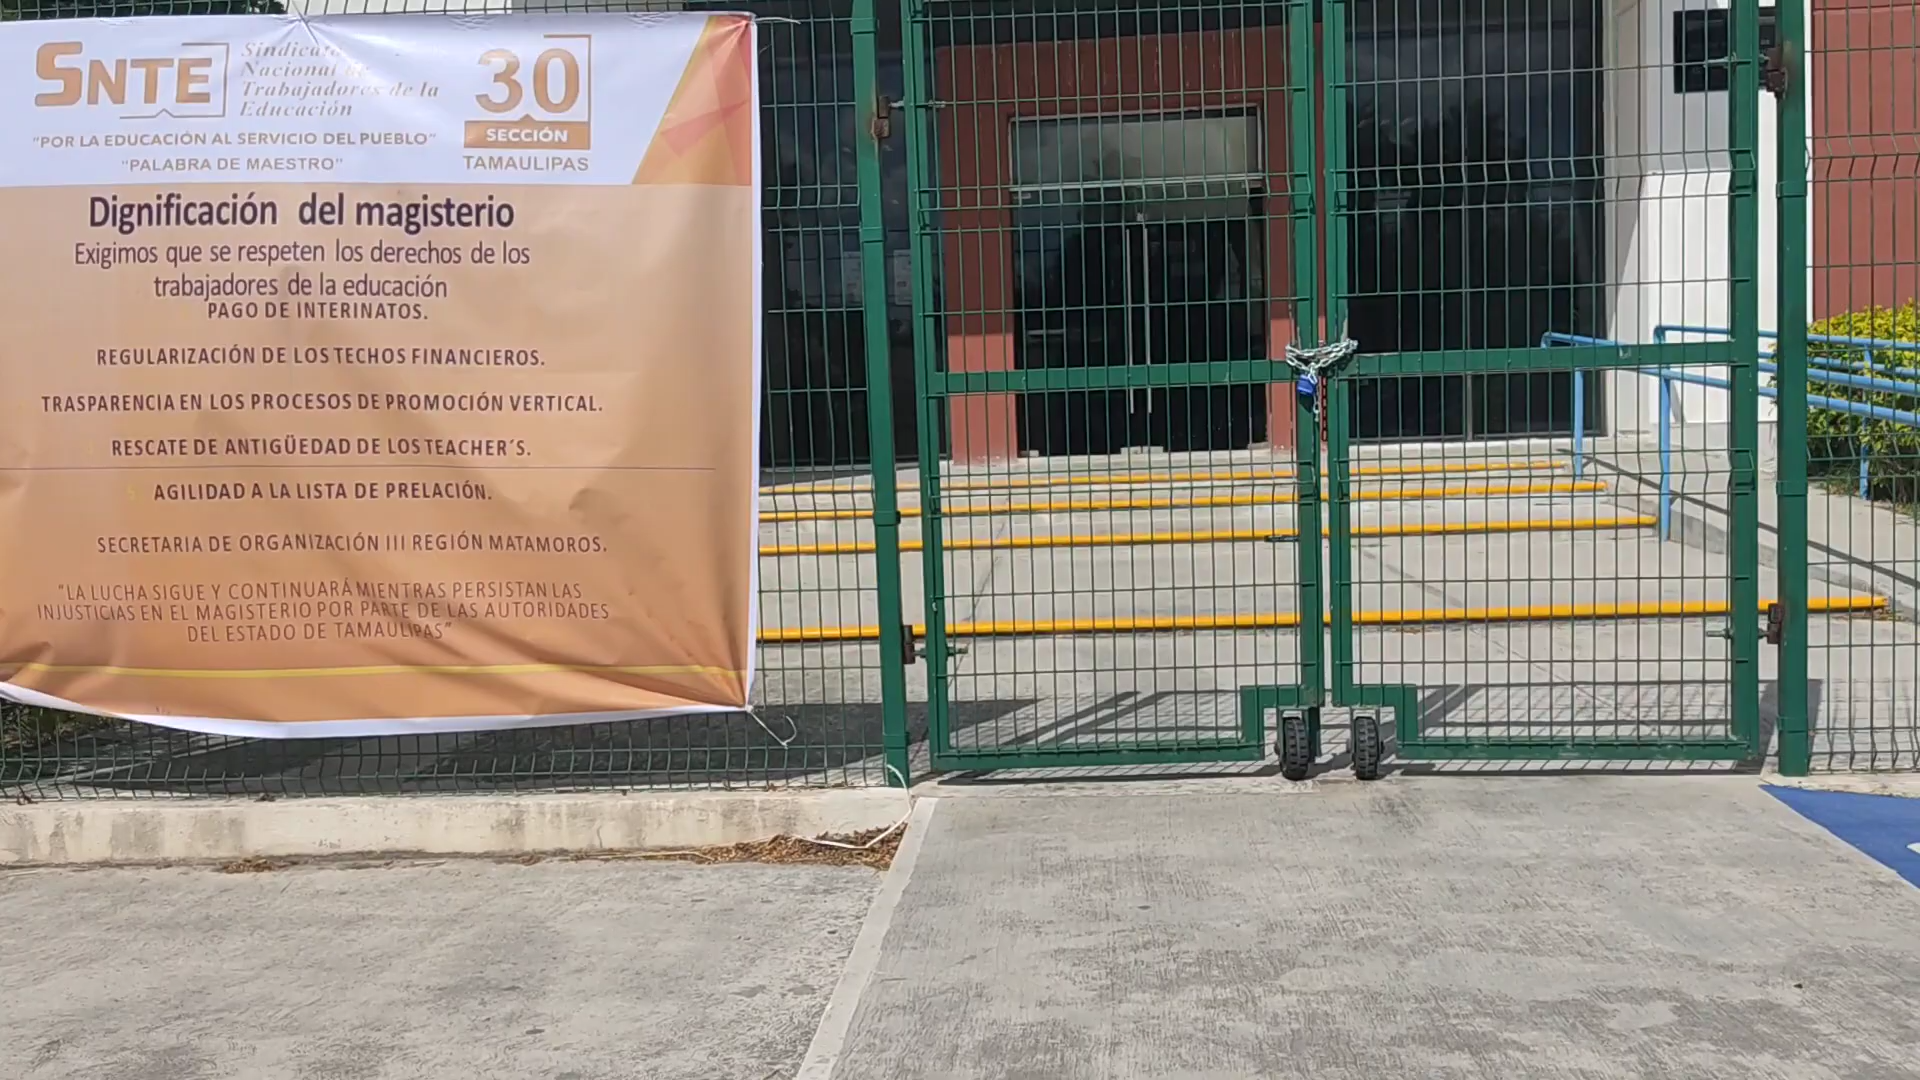 SNTE
Sindicato
Nacional de
Trabajadores de la
Educación
"POR LA EDUCACIÓN AL SERVICIO DEL PUEBLO"
"PALABRA DE MAESTRO"
30
SECCIÓN
TAMAULIPAS
Dignificación del magisterio
Exigimos que se respeten los derechos de los
trabajadores de la educación
PAGO DE INTERINATOS.
REGULARIZACIÓN DE LOS TECHOS FINANCIEROS.
TRASPARENCIA EN LOS PROCESOS DE PROMOCIÓN VERTICAL.
RESCATE DE ANTIGÜEDAD DE LOS TEACHER´S.
AGILIDAD A LA LISTA DE PRELACIÓN.
SECRETARIA DE ORGANIZACIÓN III REGIÓN MATAMOROS.
"LA LUCHA SIGUE Y CONTINUARÁ MIENTRAS PERSISTAN LAS
INJUSTICIAS EN EL MAGISTERIO POR PARTE DE LAS AUTORIDADES
DEL ESTADO DE TAMAULIPAS"